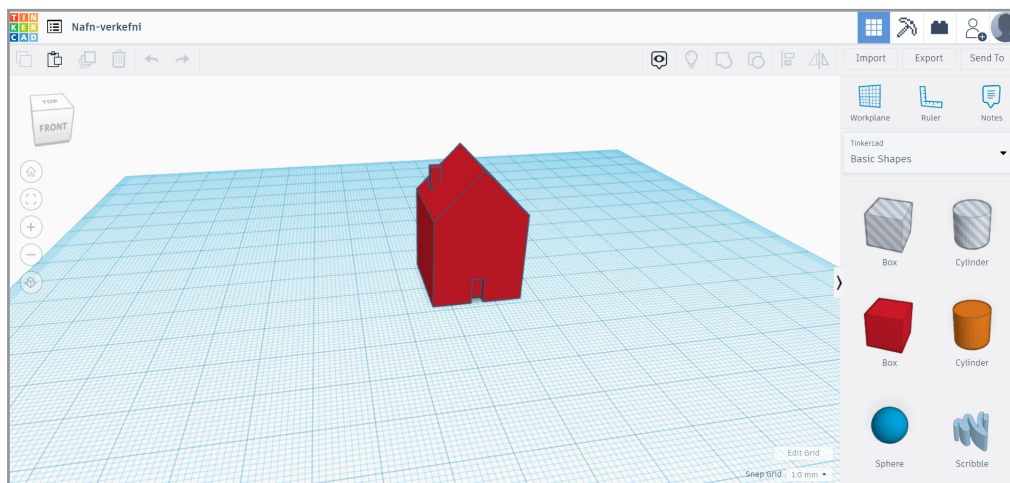 TIN
KER
CAD
Nafn-verkefni
Import
Export
Send To
TOP
FRONT
Workplane
Ruler
Notes
Tinkercad
Basic Shapes
Box
Cylinder
Box
Cylinder
Sphere
Scribble
Edit Grid
Snap Grid 1.0 mm